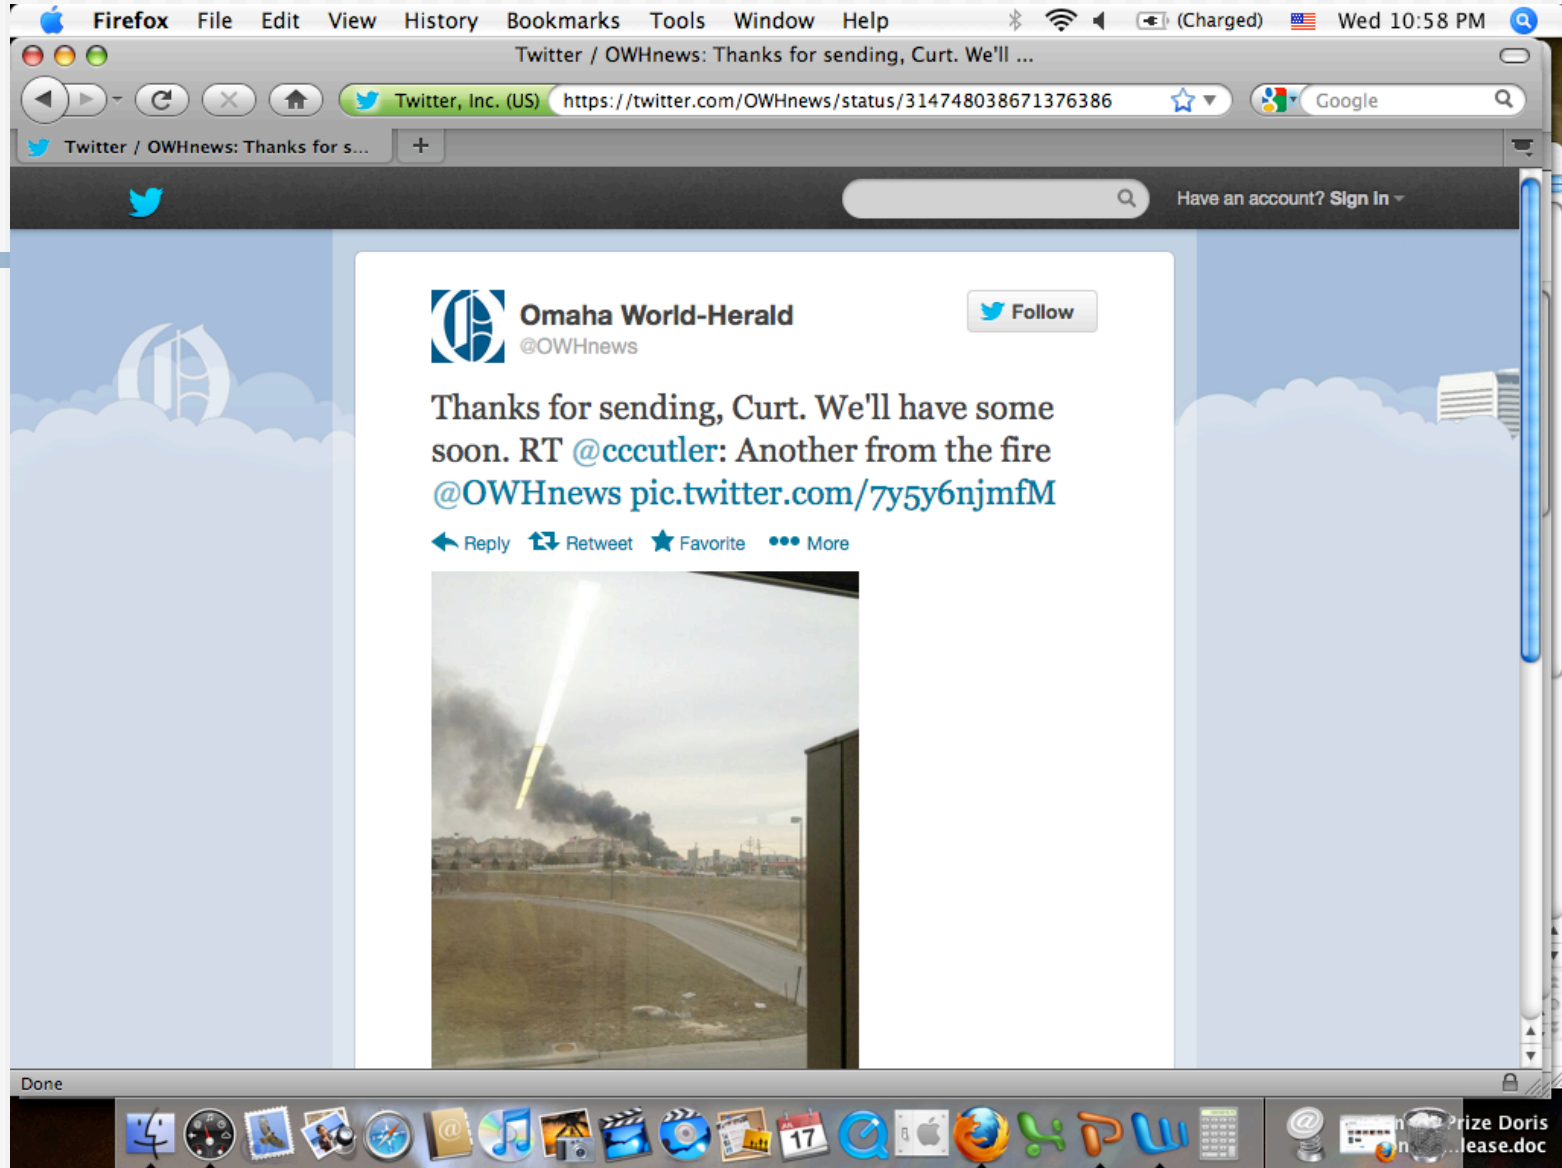 Firefox File Edit View History Bookmarks Tools Window Help (Charged) Wed 10:58 PM
Twitter / OWHnews: Thanks for sending, Curt. We'll ...
Twitter, Inc. (US) https://twitter.com/OWHnews/status/314748038671376386 Google
Twitter / OWHnews: Thanks for s... +
Have an account? Sign In
Omaha World-Herald
@OWHnews
Follow
Thanks for sending, Curt. We'll have some
soon. RT @cccutler: Another from the fire
@OWHnews pic.twitter.com/7y5y6njmfM
Reply Retweet Favorite More
Done
JUL
17
Prize Doris
...lease.doc